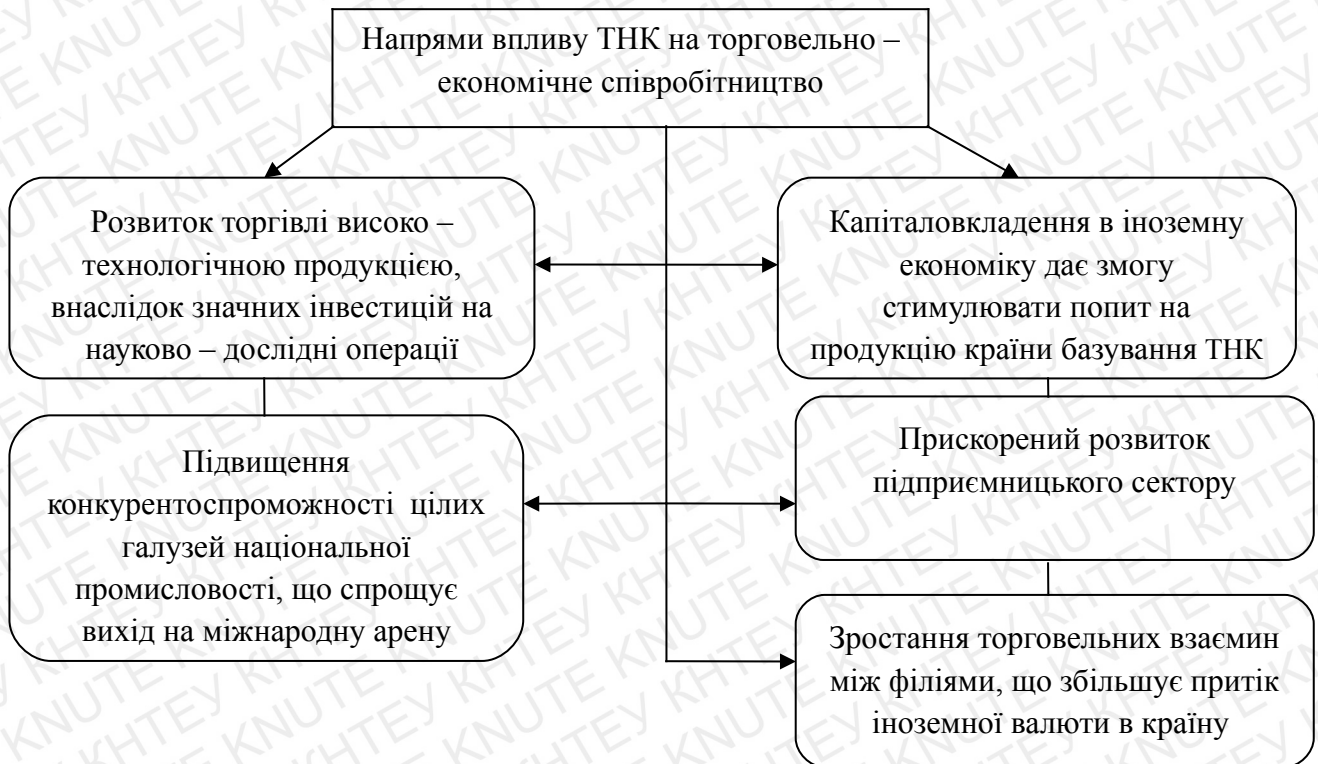 Напрями впливу ТНК на торговельно –
економічне співробітництво
Розвиток торгівлі високо –
технологічною продукцією,
внаслідок значних інвестицій на
науково – дослідні операції
Капіталовкладення в іноземну
економіку дає змогу
стимулювати попит на
продукцію країни базування ТНК
Підвищення
конкурентоспроможності цілих
галузей національної
промисловості, що спрощує
вихід на міжнародну арену
Прискорений розвиток
підприємницького сектору
Зростання торговельних взаємин
між філіями, що збільшує притік
іноземної валюти в країну